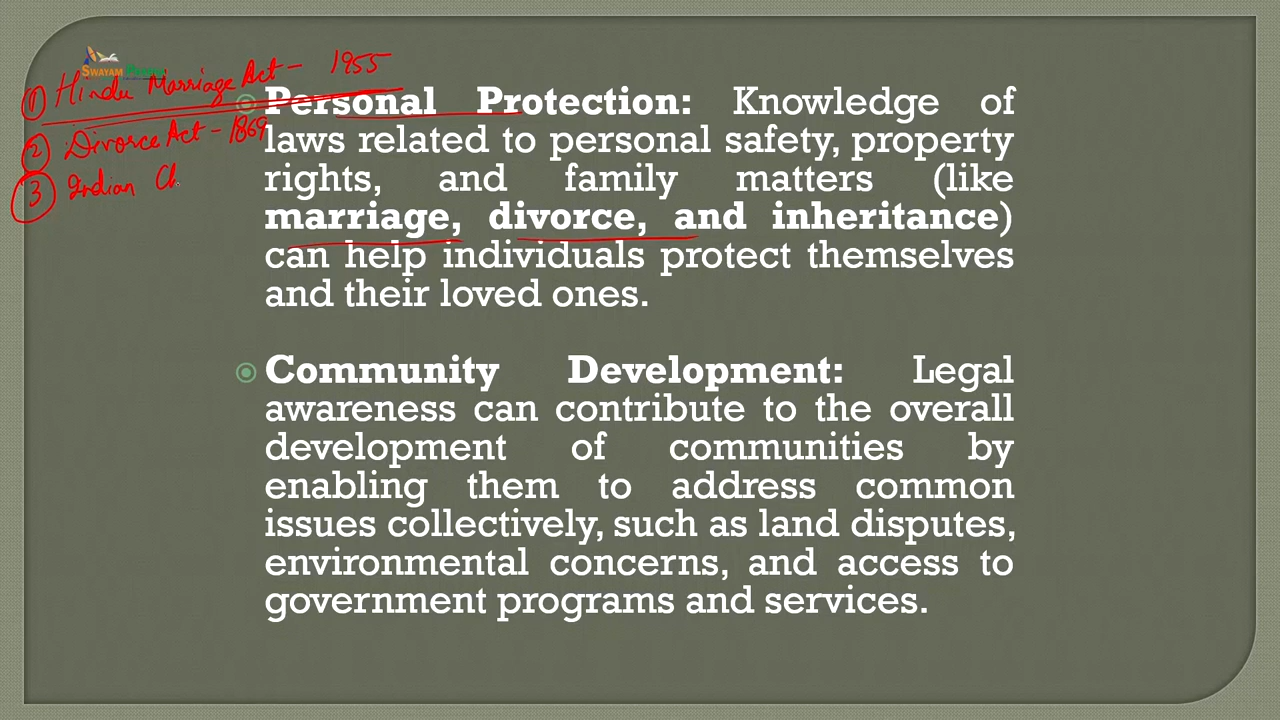 SWAYAM PRABHA
① Hindu Marriage Act - 1955
② Divorce Act - 1869
③ Indian Ch
Personal Protection: Knowledge of
laws related to personal safety, property
rights, and family matters (like
marriage, divorce, and inheritance)
can help individuals protect themselves
and their loved ones.
Community Development: Legal
awareness can contribute to the overall
development of communities by
enabling them to address common
issues collectively, such as land disputes,
environmental concerns, and access to
government programs and services.